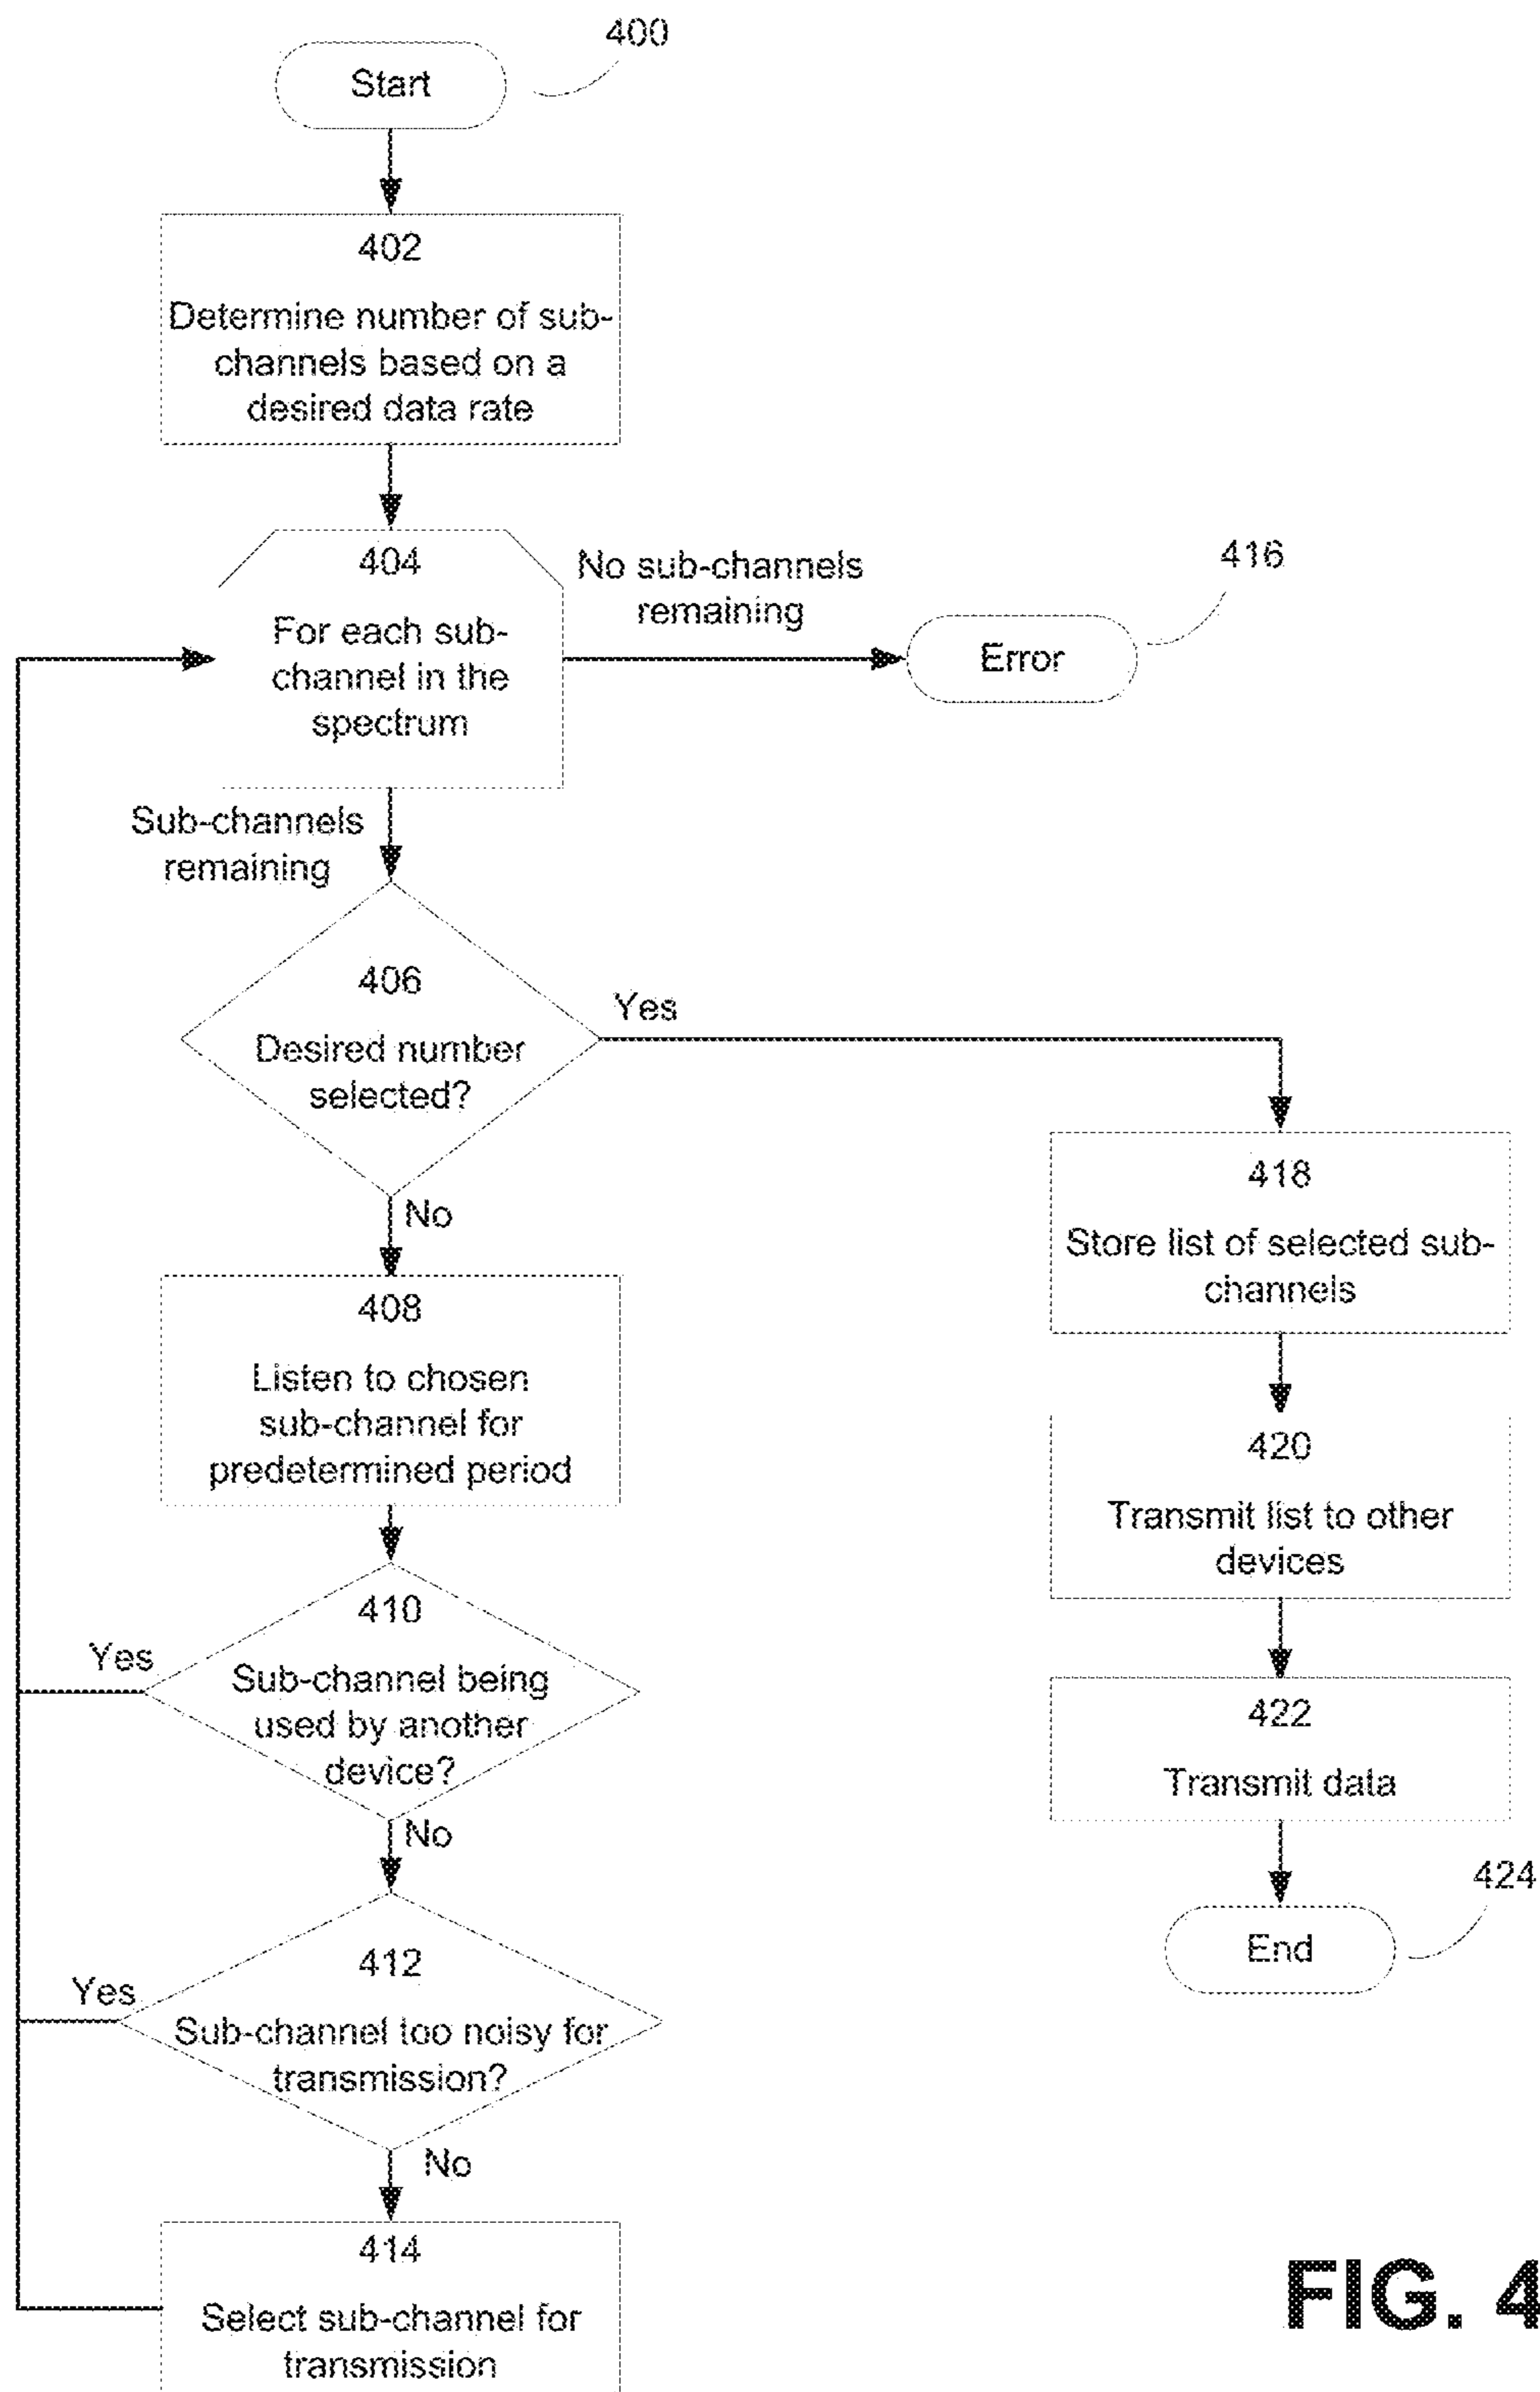 400
Start
402
Determine number of sub-
channels based on a
desired data rate
404
For each sub-
channel in the
spectrum
No sub-channels
remaining
416
Error
Sub-channels
remaining
406
Desired number
selected?
Yes
No
408
Listen to chosen
sub-channel for
predetermined period
410
Sub-channel being
used by another
device?
Yes
No
412
Sub-channel too noisy for
transmission?
Yes
No
414
Select sub-channel for
transmission
418
Store list of selected sub-
channels
420
Transmit list to other
devices
422
Transmit data
424
End
FIG. 4